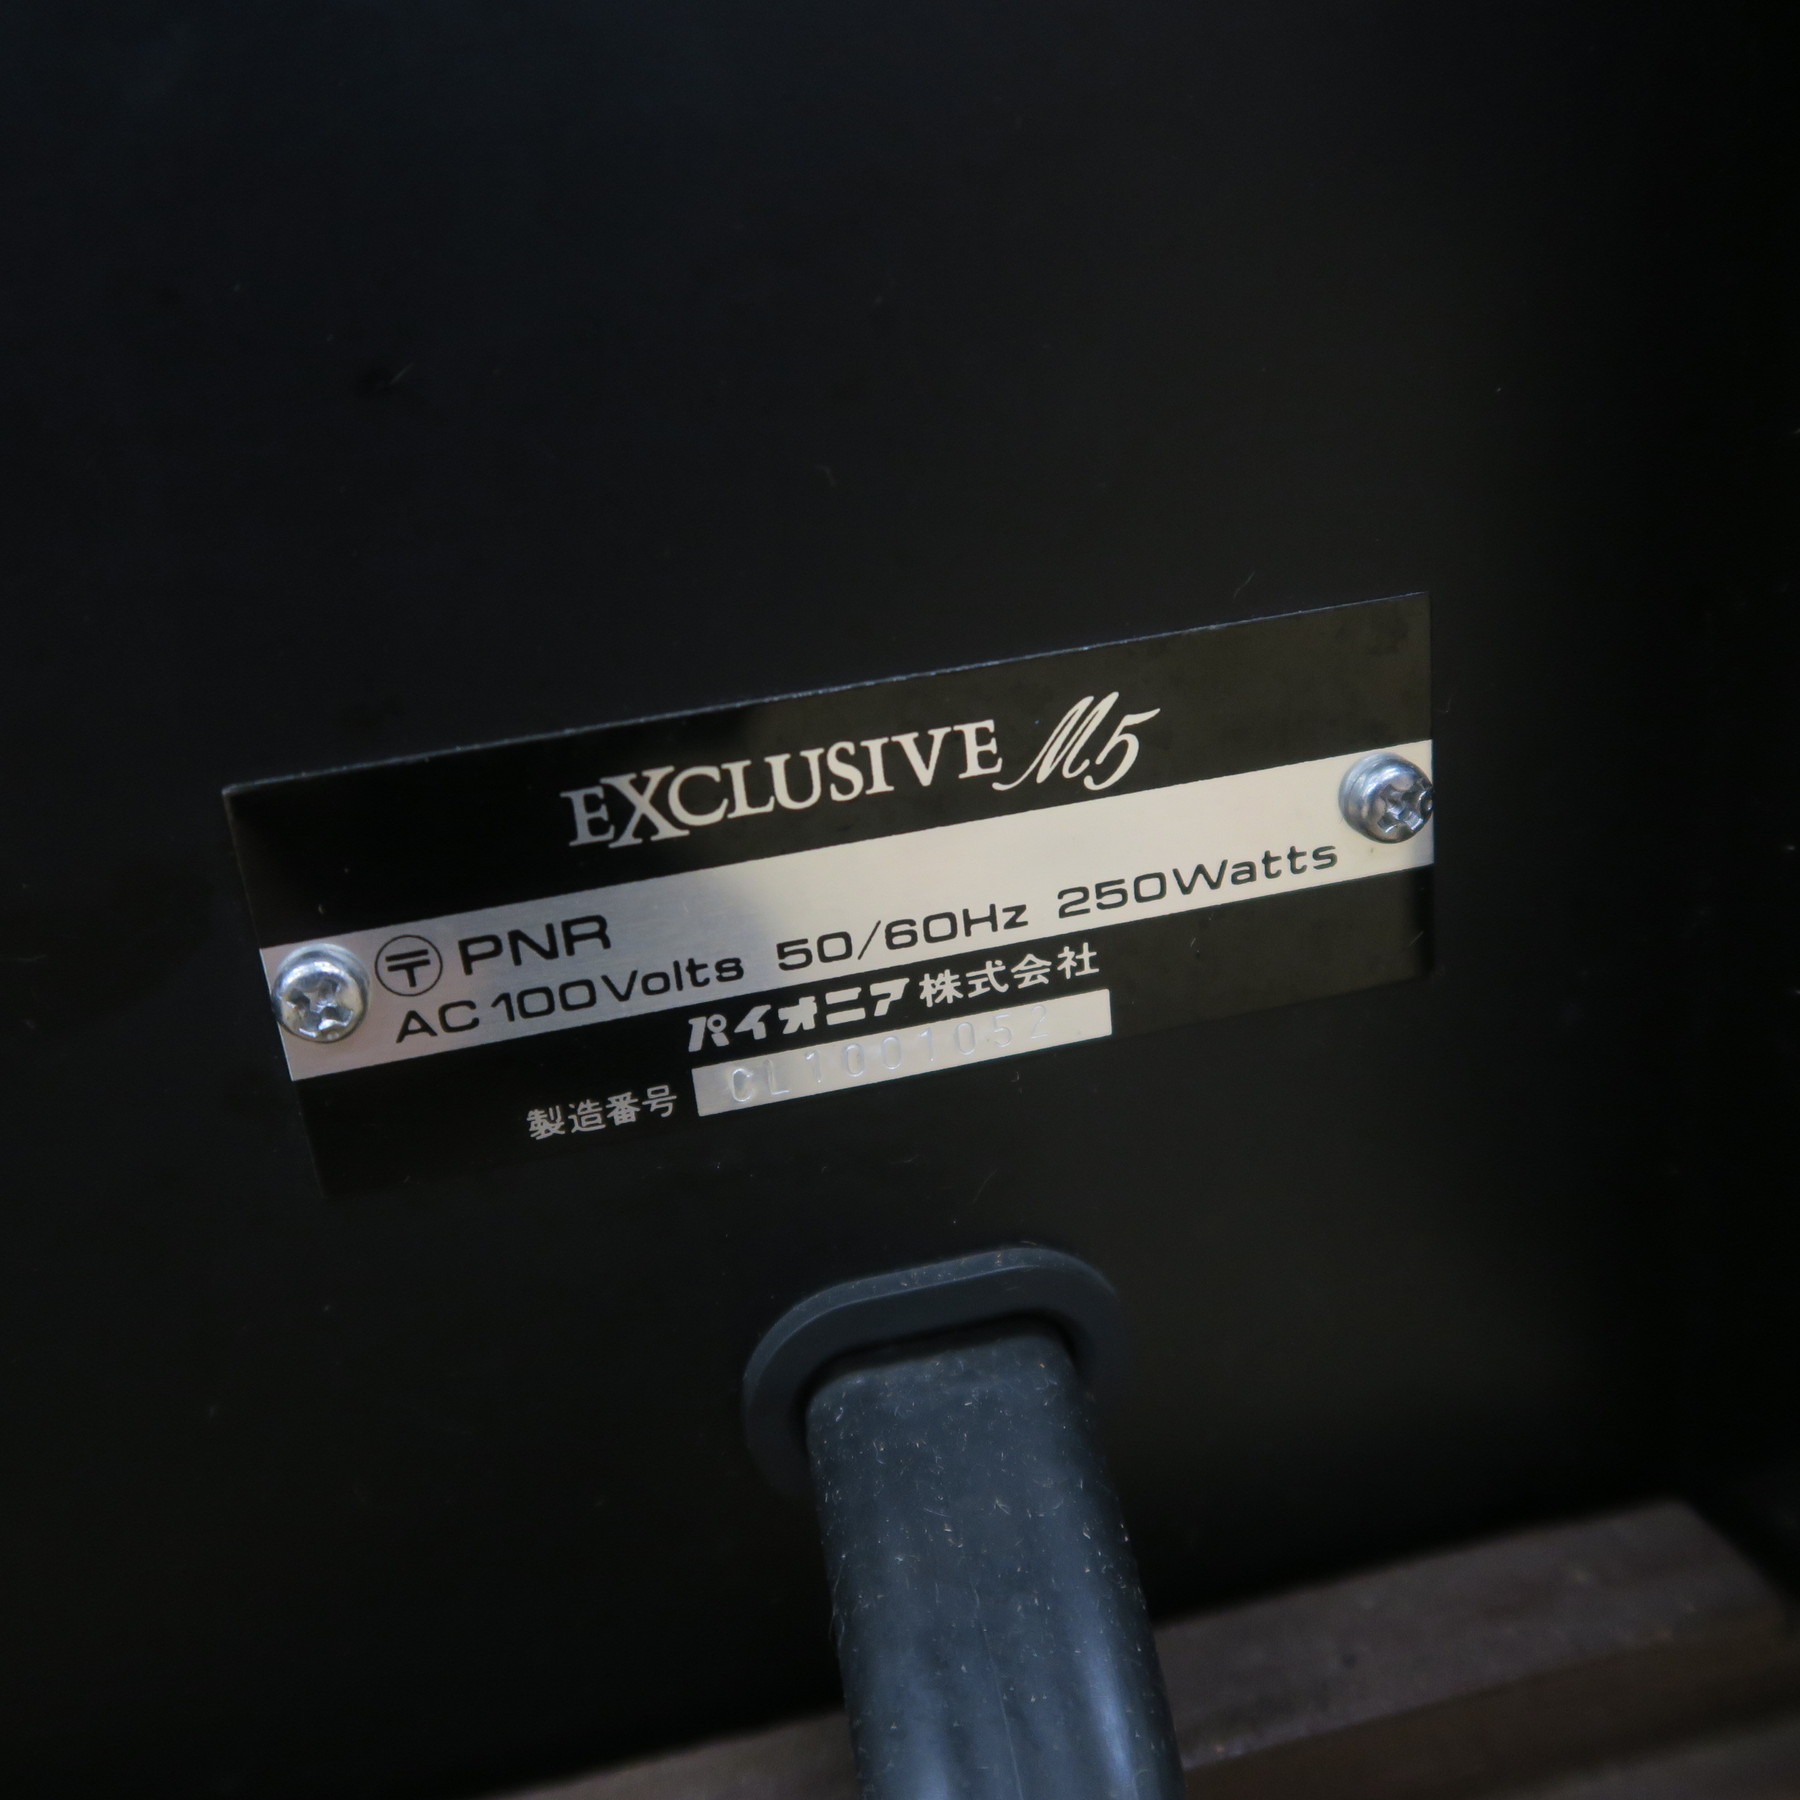 EXCLUSIVE M5
〒 PNR
AC 100Volts 50/60Hz 250Watts
パイオニア株式会社
製造番号 CL1001052